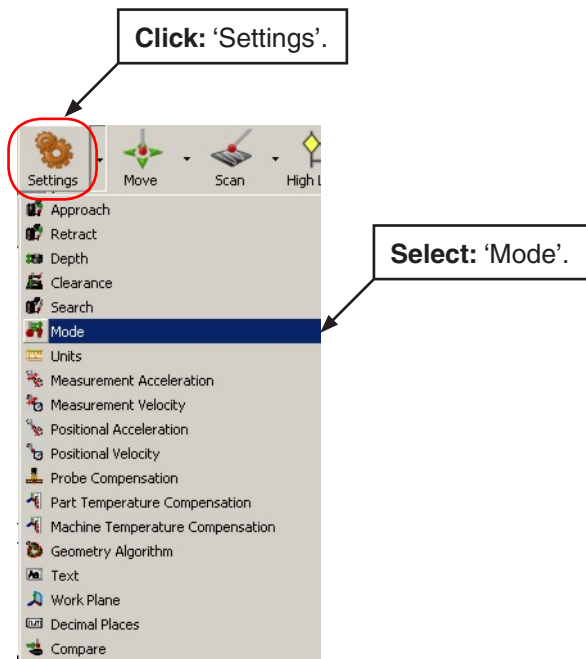 Click: ‘Settings’.
Settings
Move
Scan
High L
Approach
Retract
Depth
Clearance
Search
Select: ‘Mode’.
Mode
Units
Measurement Acceleration
Measurement Velocity
Positional Acceleration
Positional Velocity
Probe Compensation
Part Temperature Compensation
Machine Temperature Compensation
Geometry Algorithm
Text
Work Plane
Decimal Places
Compare